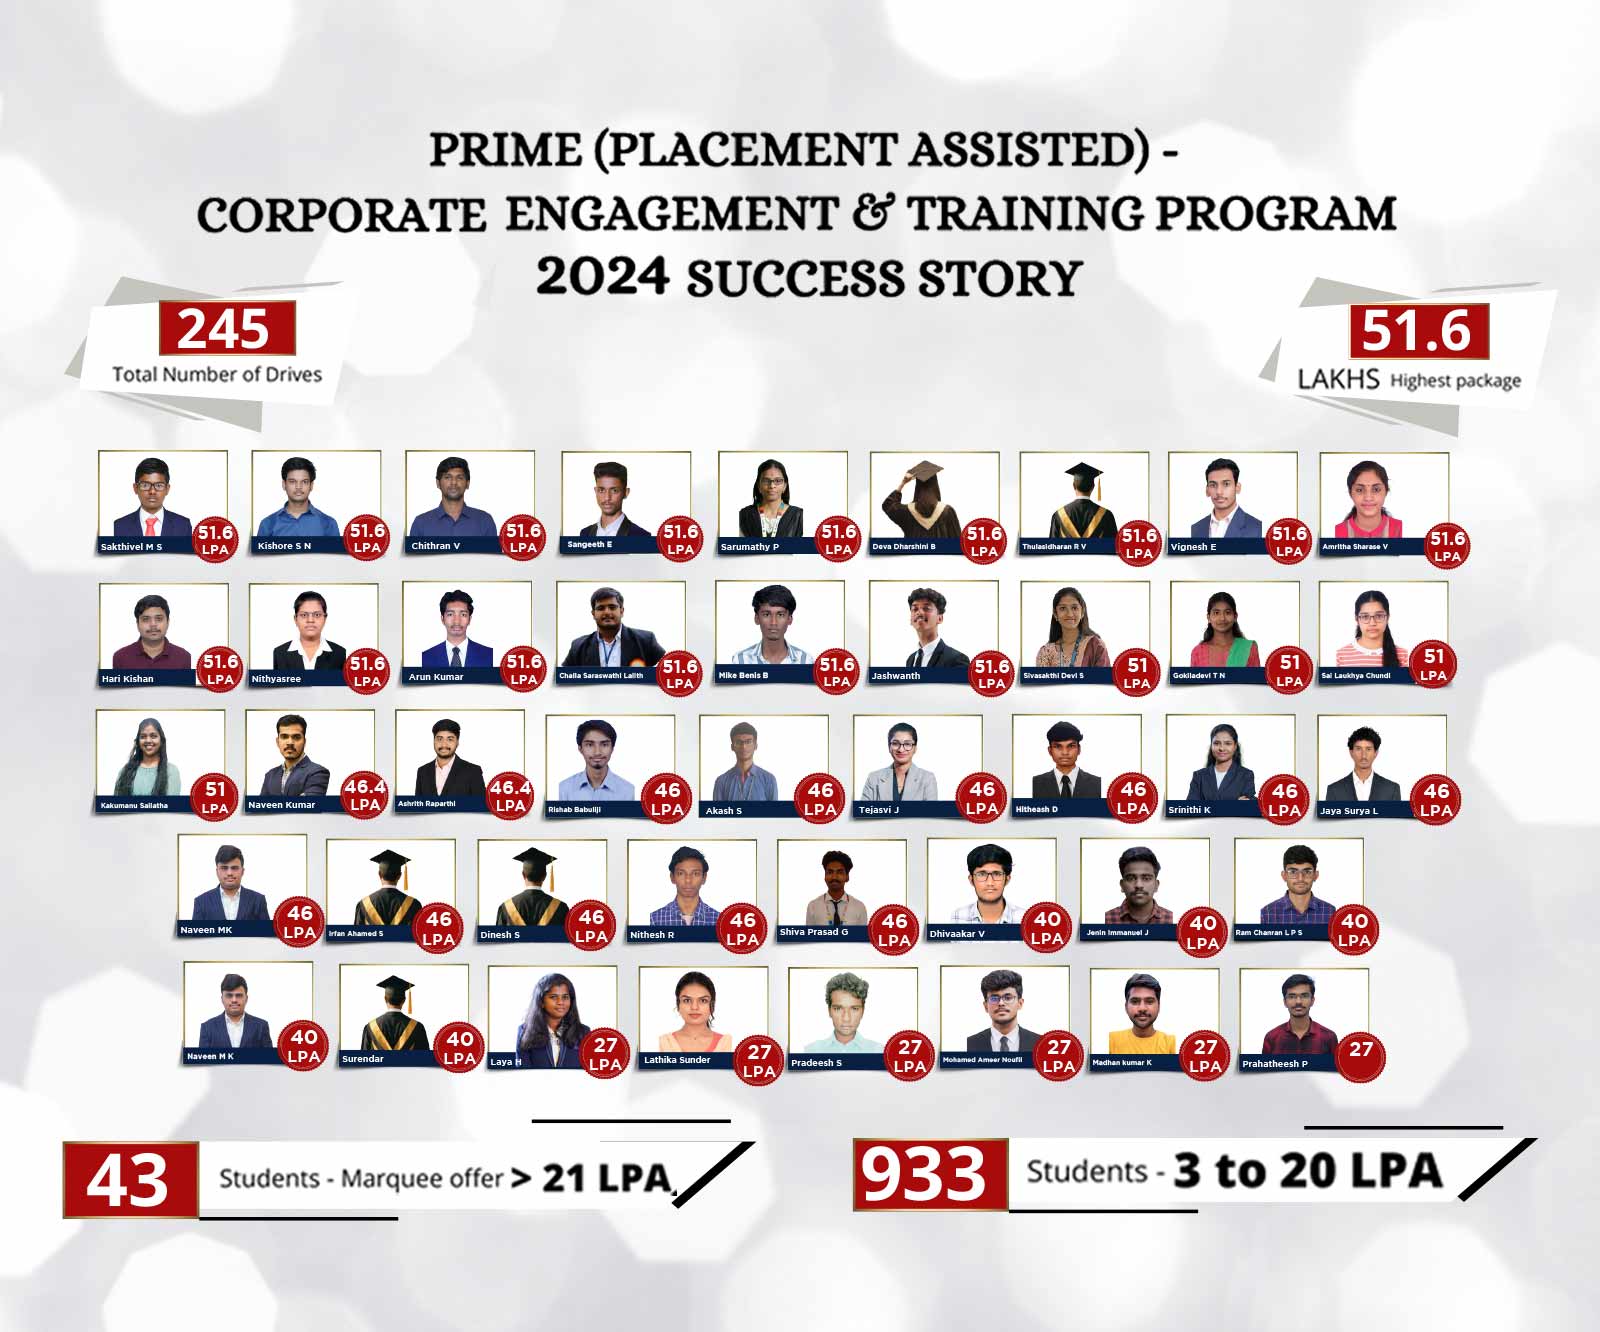 PRIME (PLACEMENT ASSISTED) -
CORPORATE ENGAGEMENT & TRAINING PROGRAM
2024 SUCCESS STORY
245
Total Number of Drives
51.6
LAKHS Highest package
Sakthivel M S
51.6
LPA
Kishore S N
51.6
LPA
Chithran V
51.6
LPA
Sangeeth E
51.6
LPA
Sarumathy P
51.6
LPA
Deva Dharshini B
51.6
LPA
Thulasidharan R V
51.6
LPA
Vignesh E
51.6
LPA
Amritha Sharase V
51.6
LPA
Hari Kishan
51.6
LPA
Nithyasree
51.6
LPA
Arun Kumar
51.6
LPA
Challa Saraswathi Lalith
51.6
LPA
Mike Benis B
51.6
LPA
Jashwanth
51.6
LPA
Sivasakthi Devi S
51
LPA
Gokiladevi T N
51
LPA
Sai Laukhya Chundi
51
LPA
Kakumanu Sailatha
51
LPA
Naveen Kumar
46.4
LPA
Ashrith Raparthi
46.4
LPA
Rishab Babuliji
46
LPA
Akash S
46
LPA
Tejasvi J
46
LPA
Hitheash D
46
LPA
Srinithi K
46
LPA
Jaya Surya L
46
LPA
Naveen MK
46
LPA
Irfan Ahamed S
46
LPA
Dinesh S
46
LPA
Nithesh R
46
LPA
Shiva Prasad G
46
LPA
Dhivaakar V
40
LPA
Jenin Immanuel J
40
LPA
Ram Chanran L P S
40
LPA
Naveen M K
40
LPA
Surendar
40
LPA
Laya H
27
LPA
Lathika Sunder
27
LPA
Pradeesh S
27
LPA
Mohamed Ameer Noufil
27
LPA
Madhan kumar K
27
LPA
Prahatheesh P
27
43
Students - Marquee offer > 21 LPA.
933
Students - 3 to 20 LPA